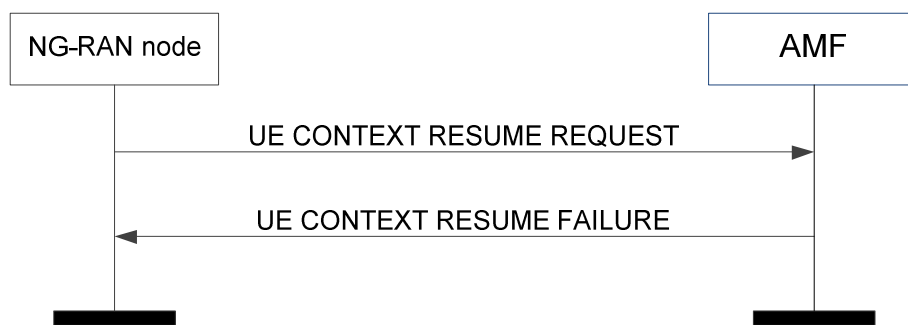 NG-RAN node
AMF
UE CONTEXT RESUME REQUEST
UE CONTEXT RESUME FAILURE